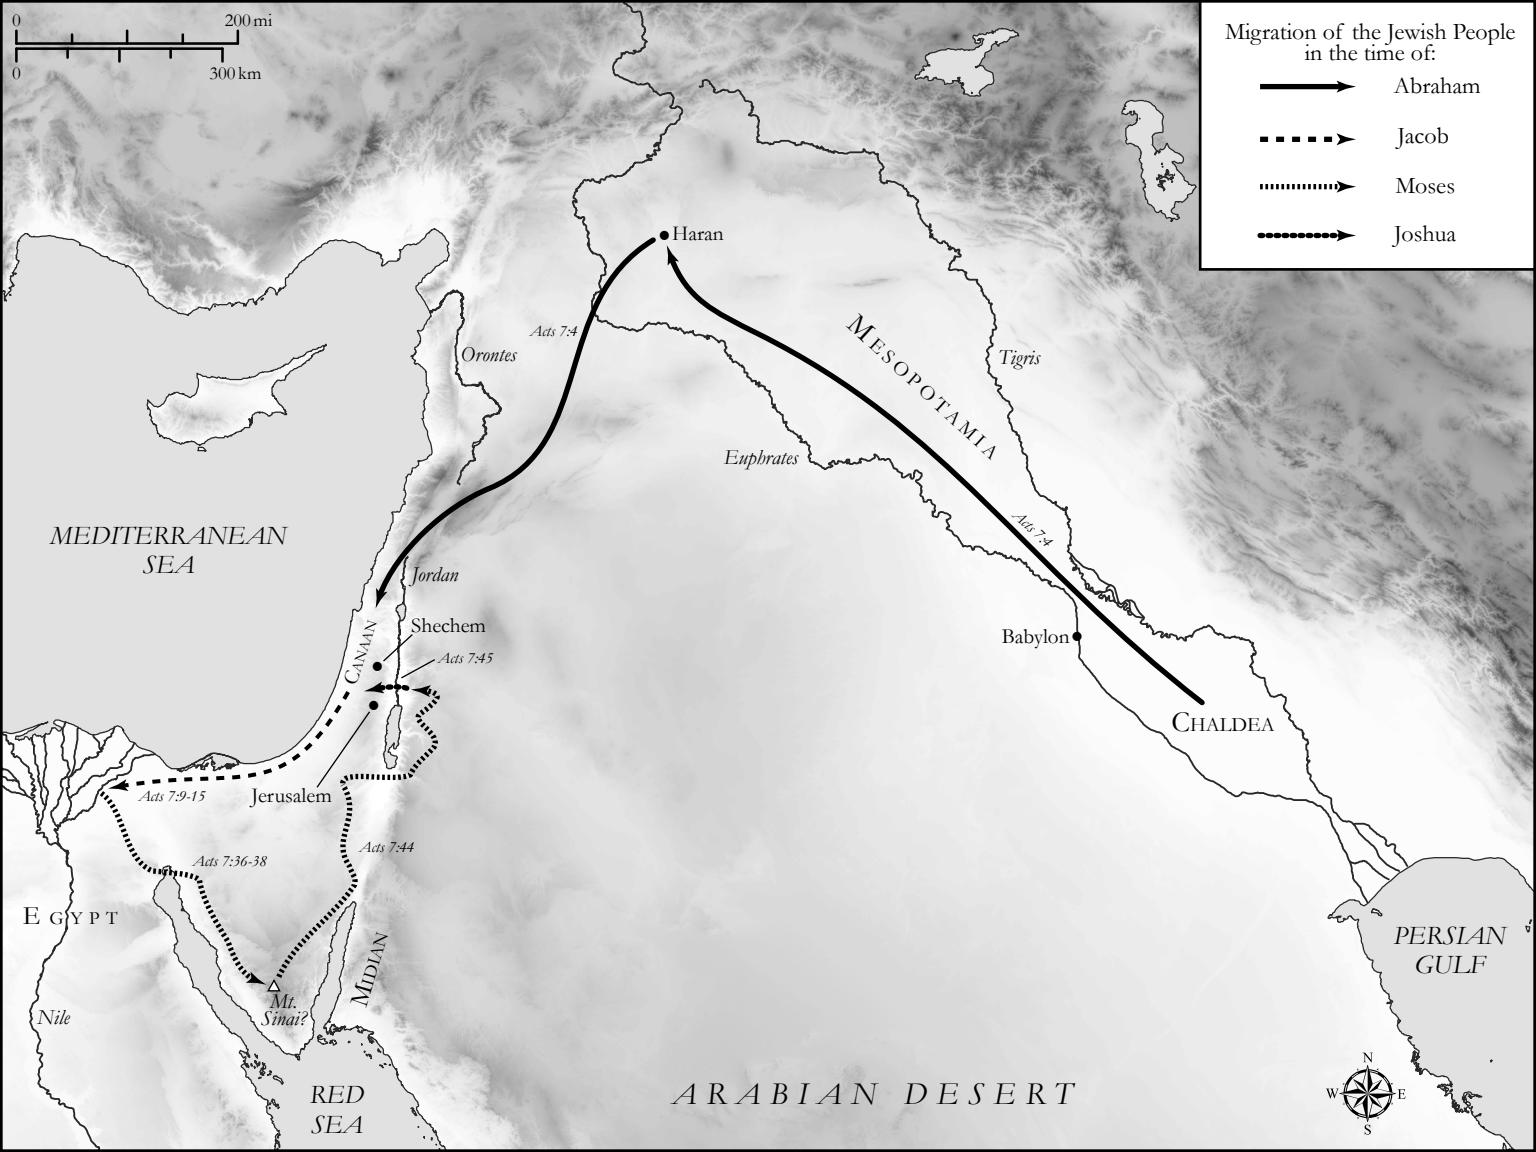 0 200 mi
0 300 km
Migration of the Jewish People
in the time of:
Abraham
Jacob
Moses
Joshua
Haran
Acts 7:4
Orontes
MESOPOTAMIA
Tigris
Euphrates
MEDITERRANEAN
SEA
Acts 7:4
Jordan
Shechem
CANAAN
Acts 7:45
Babylon
CHALDEA
Jerusalem
Acts 7:9-15
Acts 7:44
Acts 7:36-38
EGYPT
PERSIAN
GULF
MIDIAN
Mt.
Sinai?
Nile
RED
SEA
ARABIAN DESERT
N
W E
S